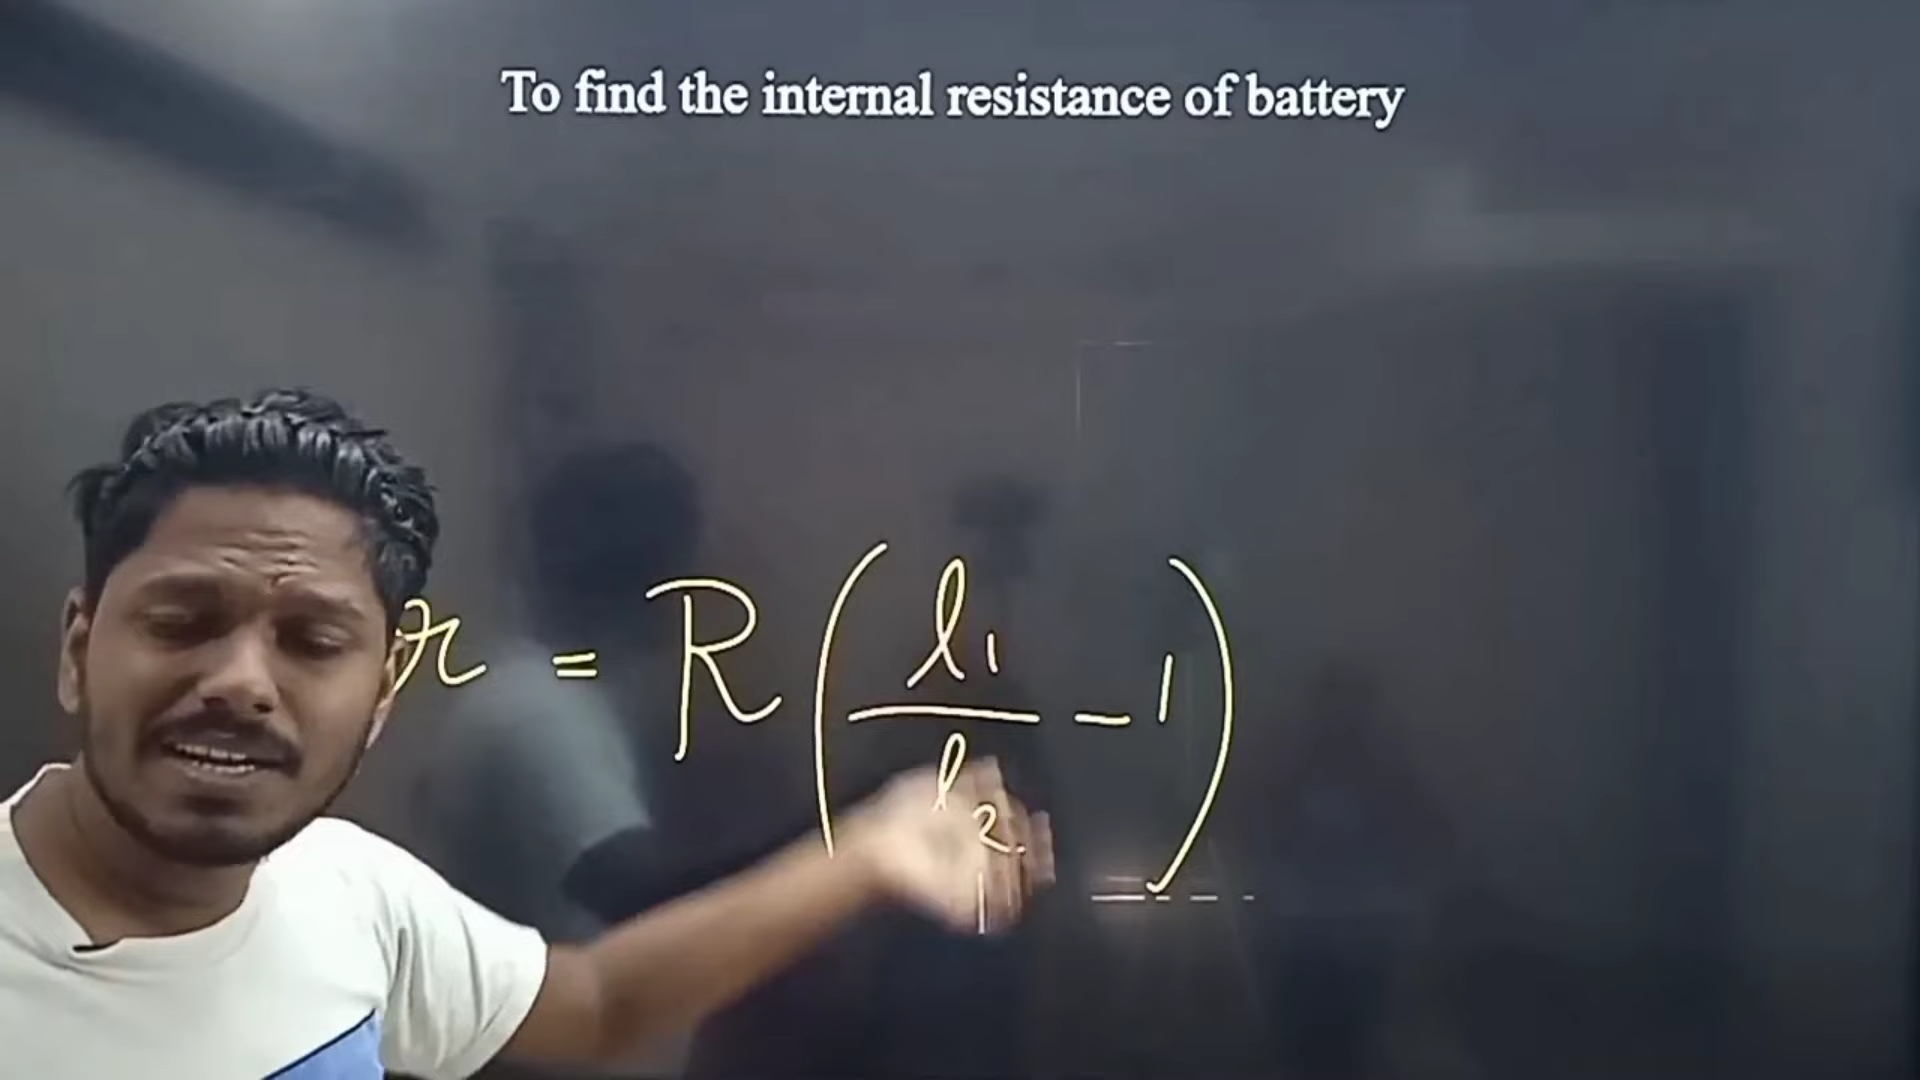 To find the internal resistance of battery
r = R ( l1 / l2 - 1 )